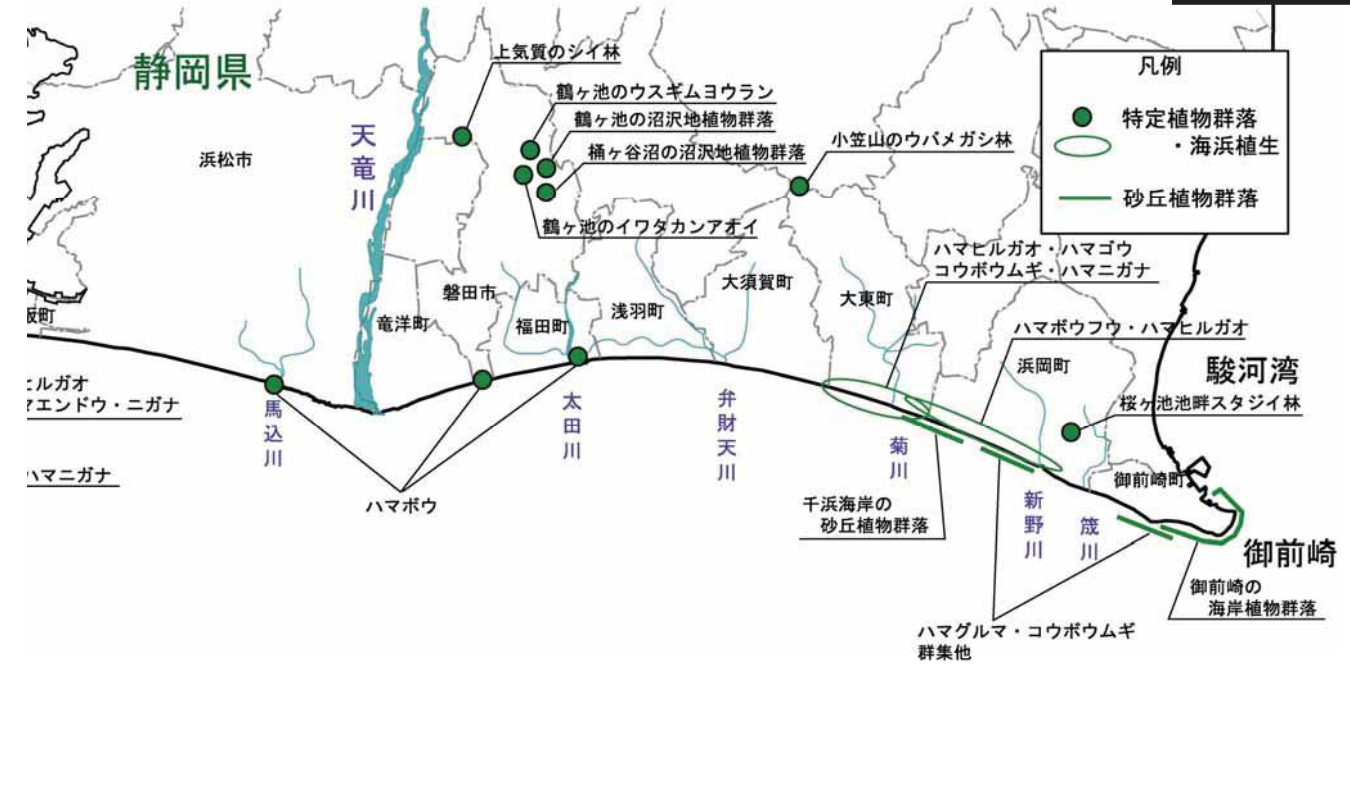 静岡県
上気質のシイ林
鶴ヶ池のウスギムヨウラン
鶴ヶ池の沼沢地植物群落
桶ヶ谷沼の沼沢地植物群落
鶴ヶ池のイワタカンアオイ
小笠山のウバメガシ林
凡例
特定植物群落
・海浜植生
砂丘植物群落
浜松市
天竜川
ハマヒルガオ・ハマゴウ
コウボウムギ・ハマニガナ
磐田市
大須賀町
大東町
竜洋町
福田町
浅羽町
ハマボウフウ・ハマヒルガオ
浜岡町
駿河湾
桜ヶ池池畔スタジイ林
ヒルガオ
マエンドウ・ニガナ
ハマニガナ
馬込川
太田川
弁財天川
菊川
新野川
筬川
御前崎町
ハマボウ
千浜海岸の
砂丘植物群落
御前崎
御前崎の
海岸植物群落
ハマグルマ・コウボウムギ
群集他